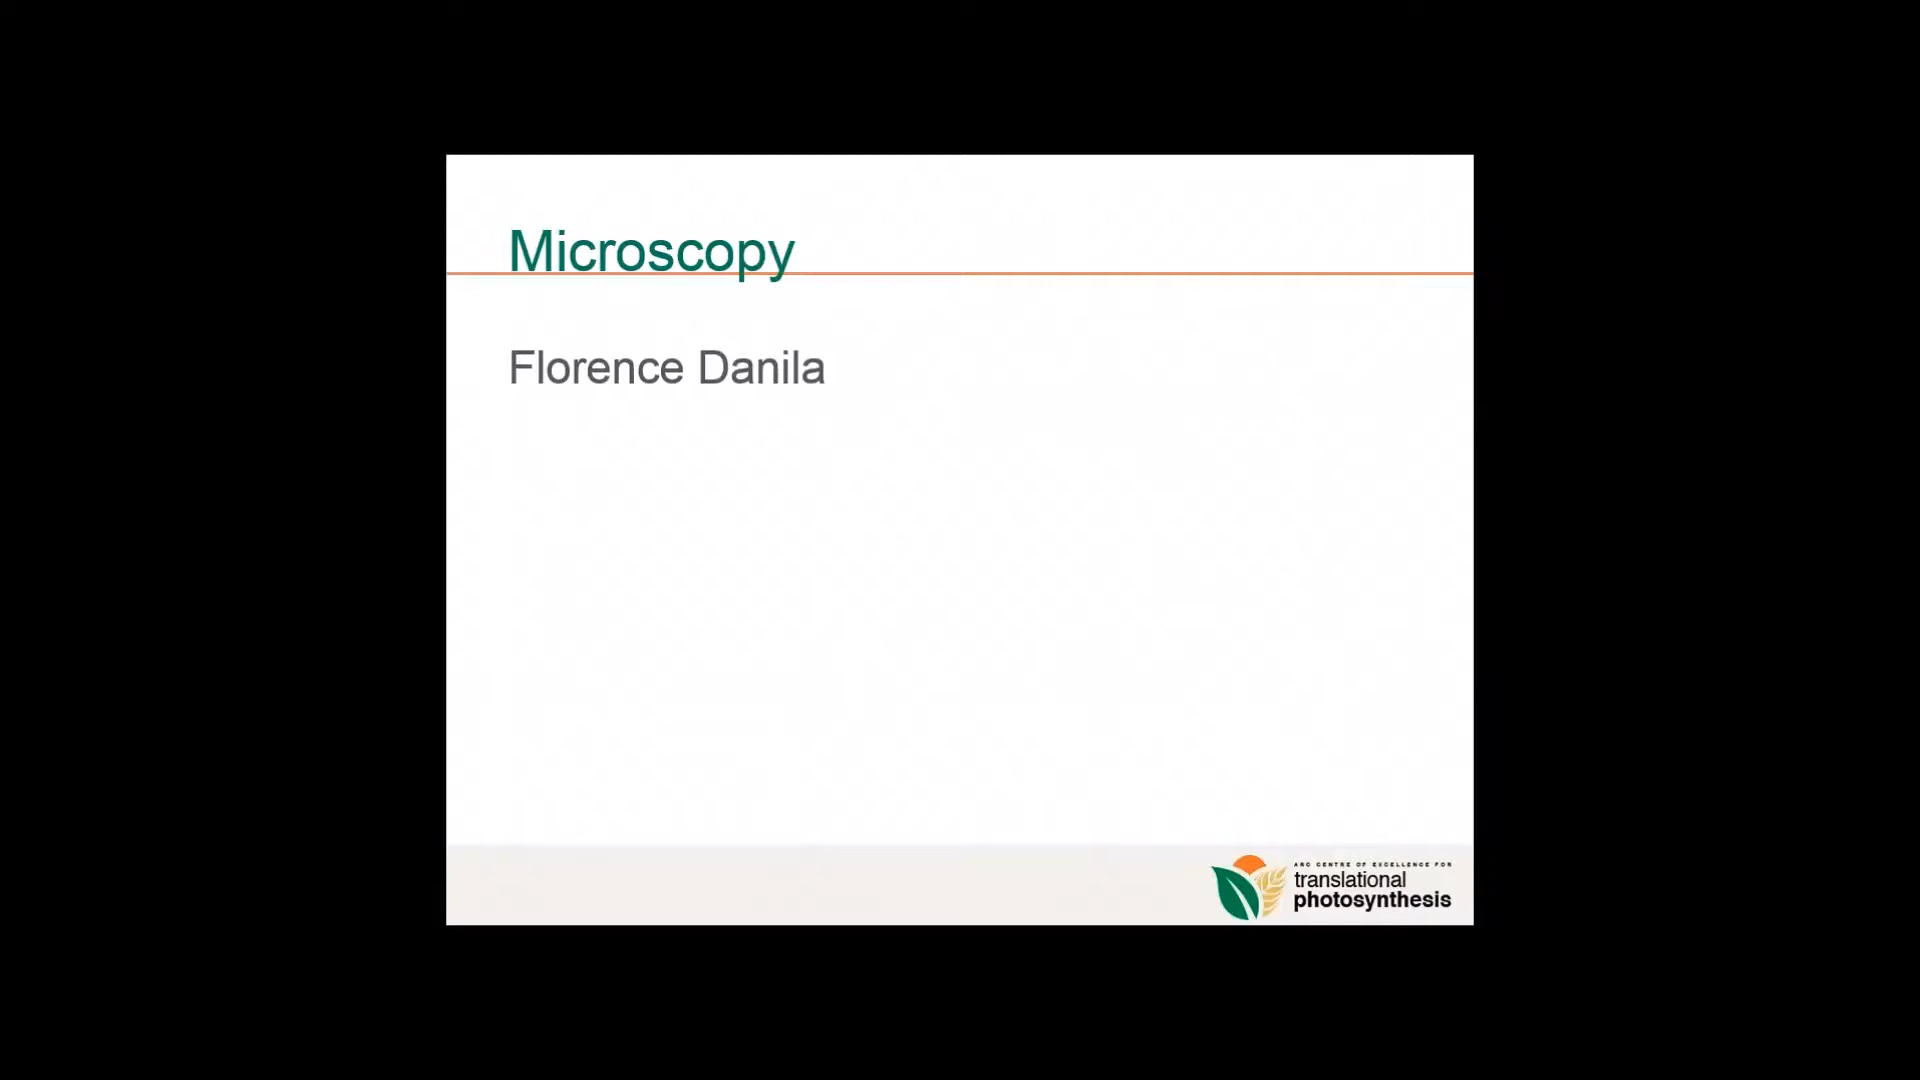 Microscopy
Florence Danila
ARC CENTRE OF EXCELLENCE FOR
translational
photosynthesis